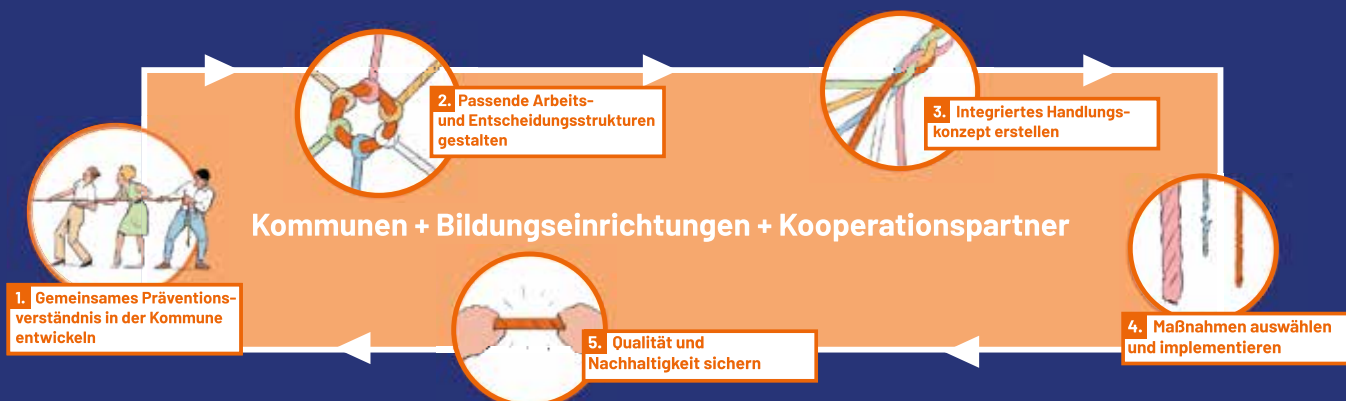 1. Gemeinsames Präventions-
verständnis in der Kommune
entwickeln
2. Passende Arbeits-
und Entscheidungsstrukturen
gestalten
3. Integriertes Handlungs-
konzept erstellen
Kommunen + Bildungseinrichtungen + Kooperationspartner
4. Maßnahmen auswählen
und implementieren
5. Qualität und
Nachhaltigkeit sichern